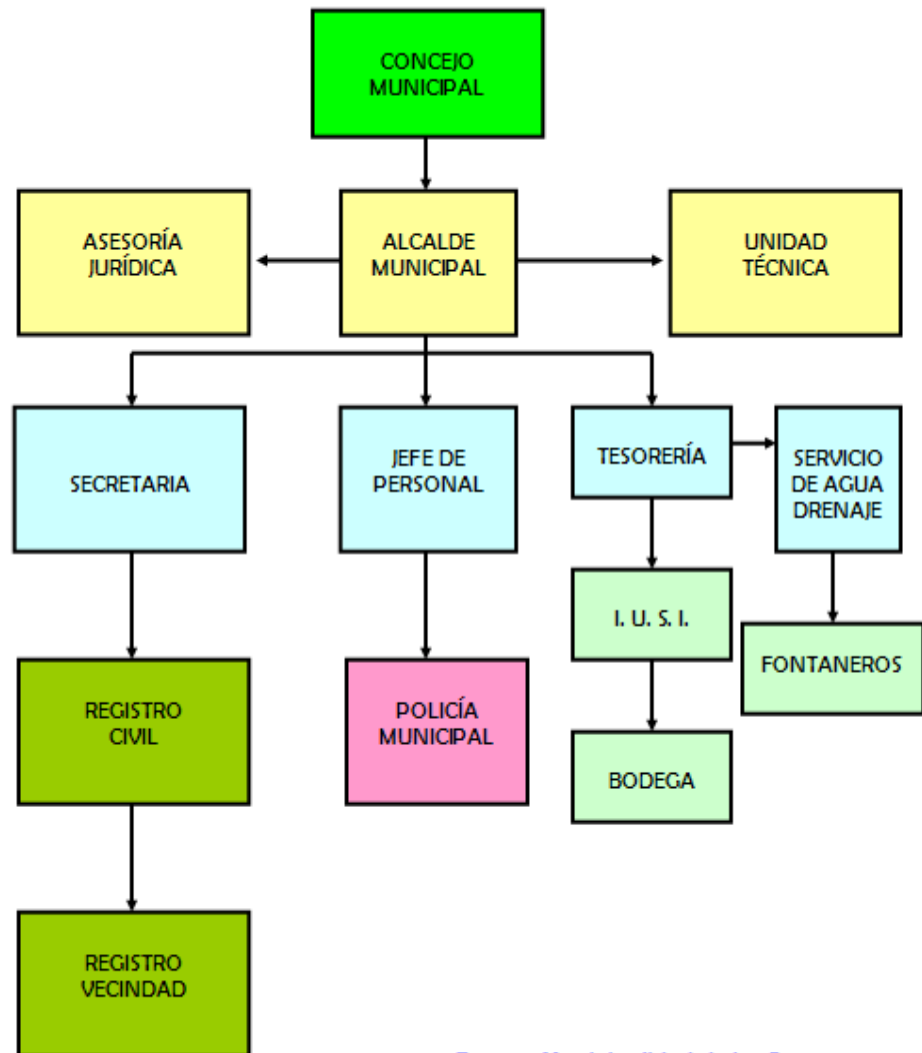 CONCEJO
MUNICIPAL
ASESORÍA
JURÍDICA
ALCALDE
MUNICIPAL
UNIDAD
TÉCNICA
SECRETARIA
JEFE DE
PERSONAL
TESORERÍA
SERVICIO
DE AGUA
DRENAJE
I. U. S. I.
FONTANEROS
REGISTRO
CIVIL
POLICÍA
MUNICIPAL
BODEGA
REGISTRO
VECINDAD